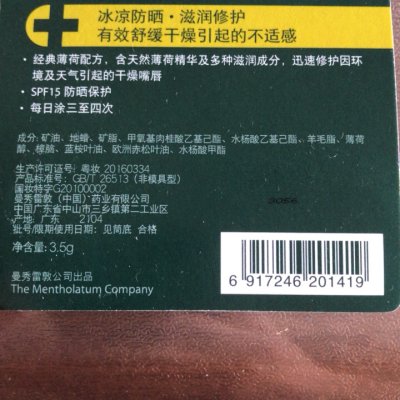 冰凉防晒·滋润修护
有效舒缓干燥引起的不适感
· 经典薄荷配方,含天然薄荷精华及多种滋润成分,迅速修护因环
境及天气引起的干燥嘴唇
· SPF15 防晒保护
· 每日涂三至四次
成分: 矿油、地蜡、矿脂、甲氧基肉桂酸乙基己酯、水杨酸乙基己酯、羊毛脂、薄荷
醇、樟脑、蓝桉叶油、欧洲赤松叶油、水杨酸甲酯
生产许可证号: 粤妆 20160334
产品标准号: GB/T 26513 (非模具型)
国妆特字G20100002
曼秀雷敦(中国)药业有限公司
中国广东省中山市三乡镇第二工业区
产地: 广东 2104
批号/限期使用日期: 见筒底 合格
净含量: 3.5g
6 917246 201419
曼秀雷敦公司出品
The Mentholatum Company